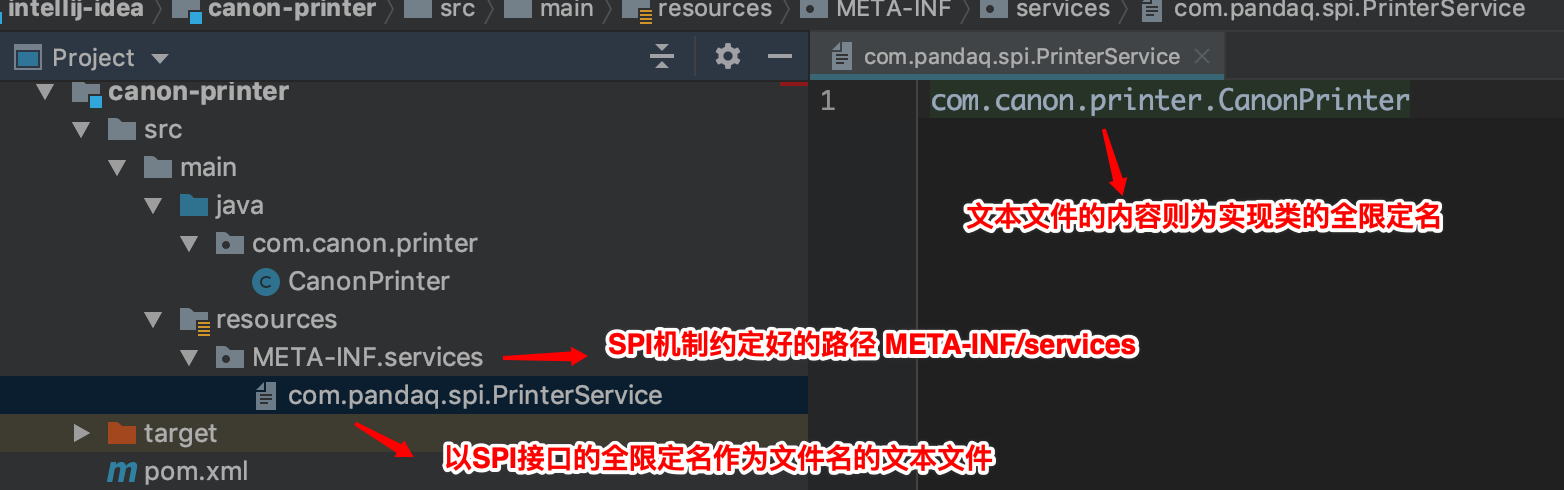 intellij-idea canon-printer src main resources META-INF services com.pandaq.spi.PrinterService
Project
com.pandaq.spi.PrinterService
canon-printer
1
com.canon.printer.CanonPrinter
src
main
java
文本文件的内容则为实现类的全限定名
com.canon.printer
C CanonPrinter
resources
SPI机制约定好的路径 META-INF/services
META-INF.services
com.pandaq.spi.PrinterService
target
以SPI接口的全限定名作为文件名的文本文件
m pom.xml